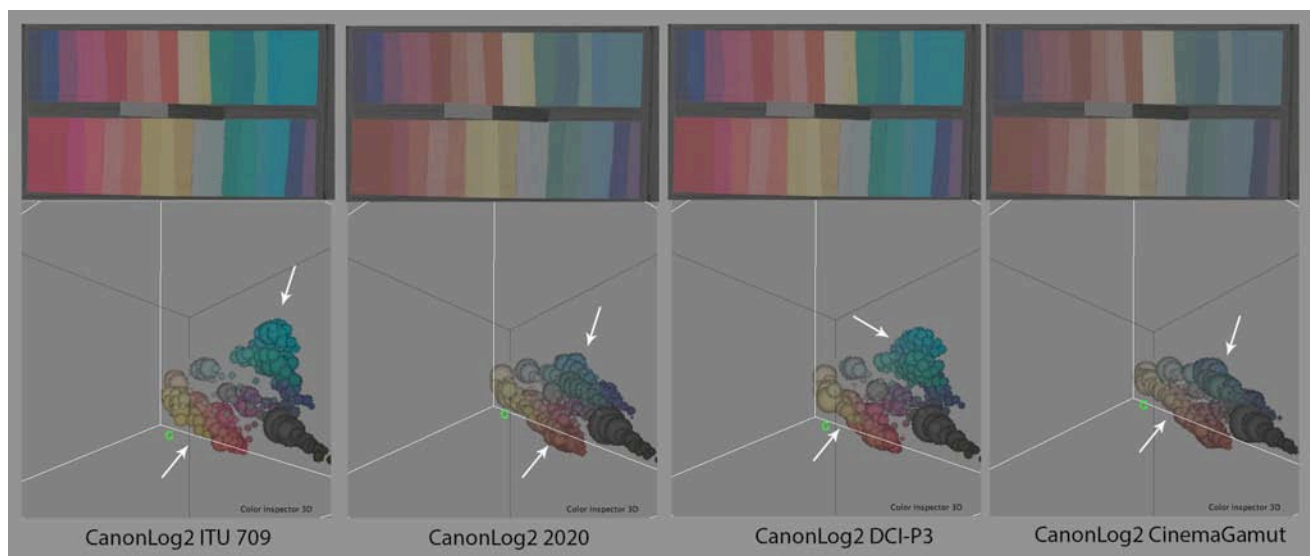 G
Color Inspector 3D
G
Color Inspector 3D
G
Color Inspector 3D
G
Color Inspector 3D
CanonLog2 ITU 709
CanonLog2 2020
CanonLog2 DCI-P3
CanonLog2 CinemaGamut